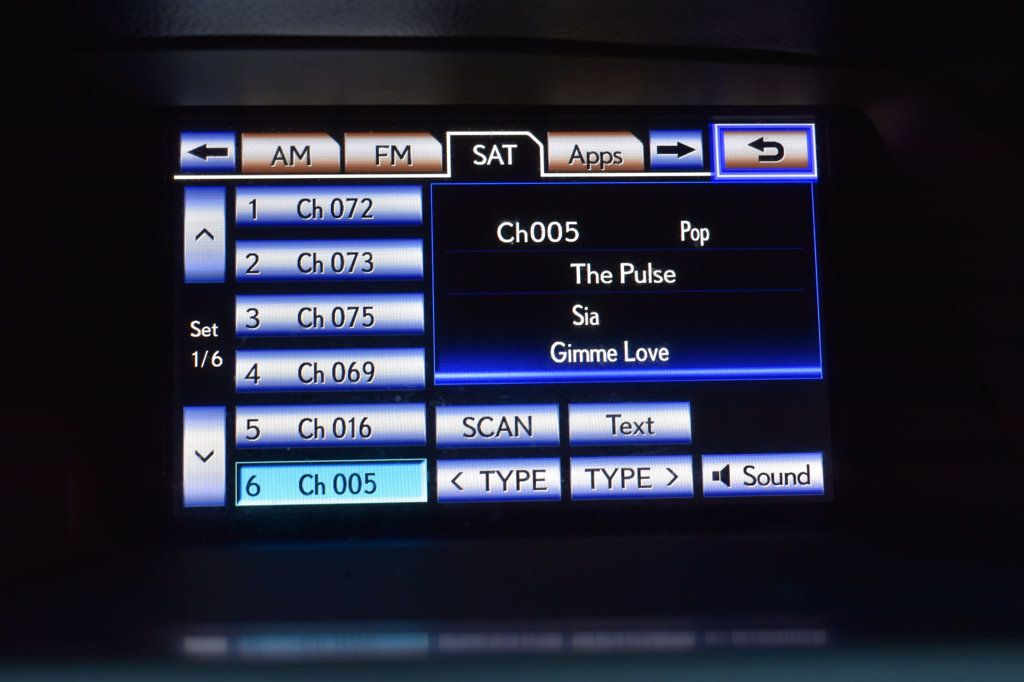 AM FM SAT Apps
1 Ch 072
2 Ch 073
3 Ch 075
4 Ch 069
5 Ch 016
6 Ch 005
Set
1/6
Ch005 Pop
The Pulse
Sia
Gimme Love
SCAN Text
< TYPE TYPE > Sound